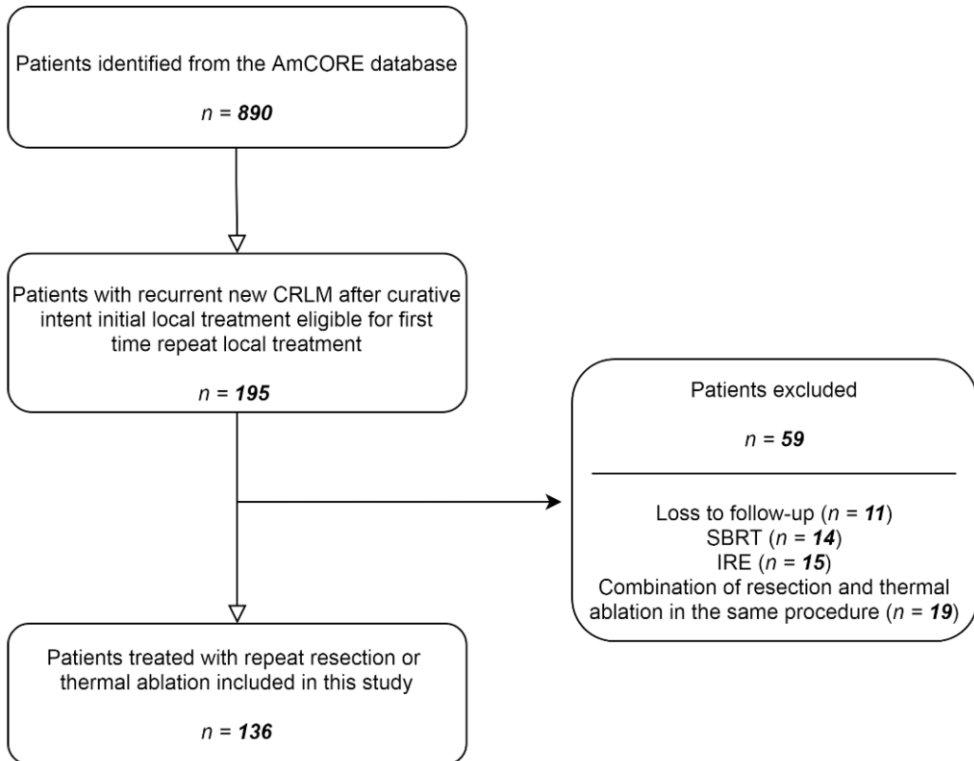 Patients identified from the AmCORE database
n = 890
Patients with recurrent new CRLM after curative
intent initial local treatment eligible for first
time repeat local treatment
n = 195
Patients excluded
n = 59
Loss to follow-up (n = 11)
SBRT (n = 14)
IRE (n = 15)
Combination of resection and thermal
ablation in the same procedure (n = 19)
Patients treated with repeat resection or
thermal ablation included in this study
n = 136